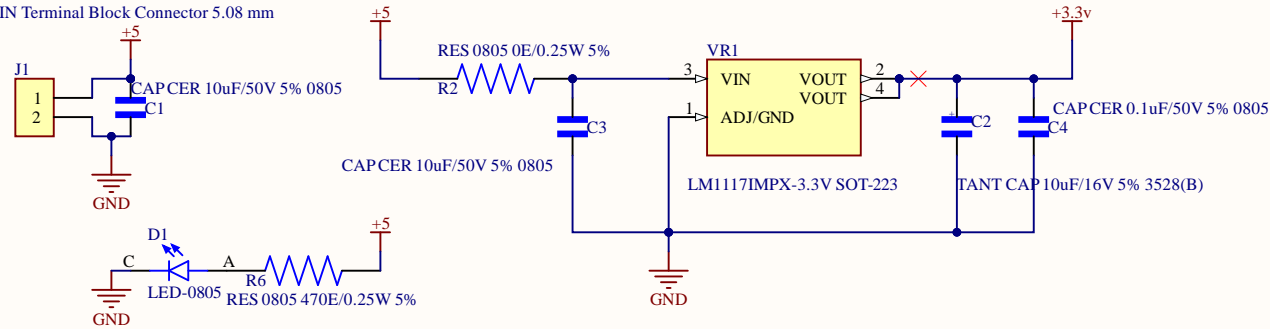 IN Terminal Block Connector 5.08 mm
+5
J1
1
2
CAP CER 10uF/50V 5% 0805
C1
GND
+5
RES 0805 0E/0.25W 5%
R2
CAP CER 10uF/50V 5% 0805
C3
VR1
3
VIN
1
ADJ/GND
VOUT
2
VOUT
4
LM1117IMPX-3.3V SOT-223
+3.3v
+
C2
TANT CAP 10uF/16V 5% 3528(B)
CAP CER 0.1uF/50V 5% 0805
C4
GND
D1
C
A
LED-0805
R6
RES 0805 470E/0.25W 5%
+5
GND